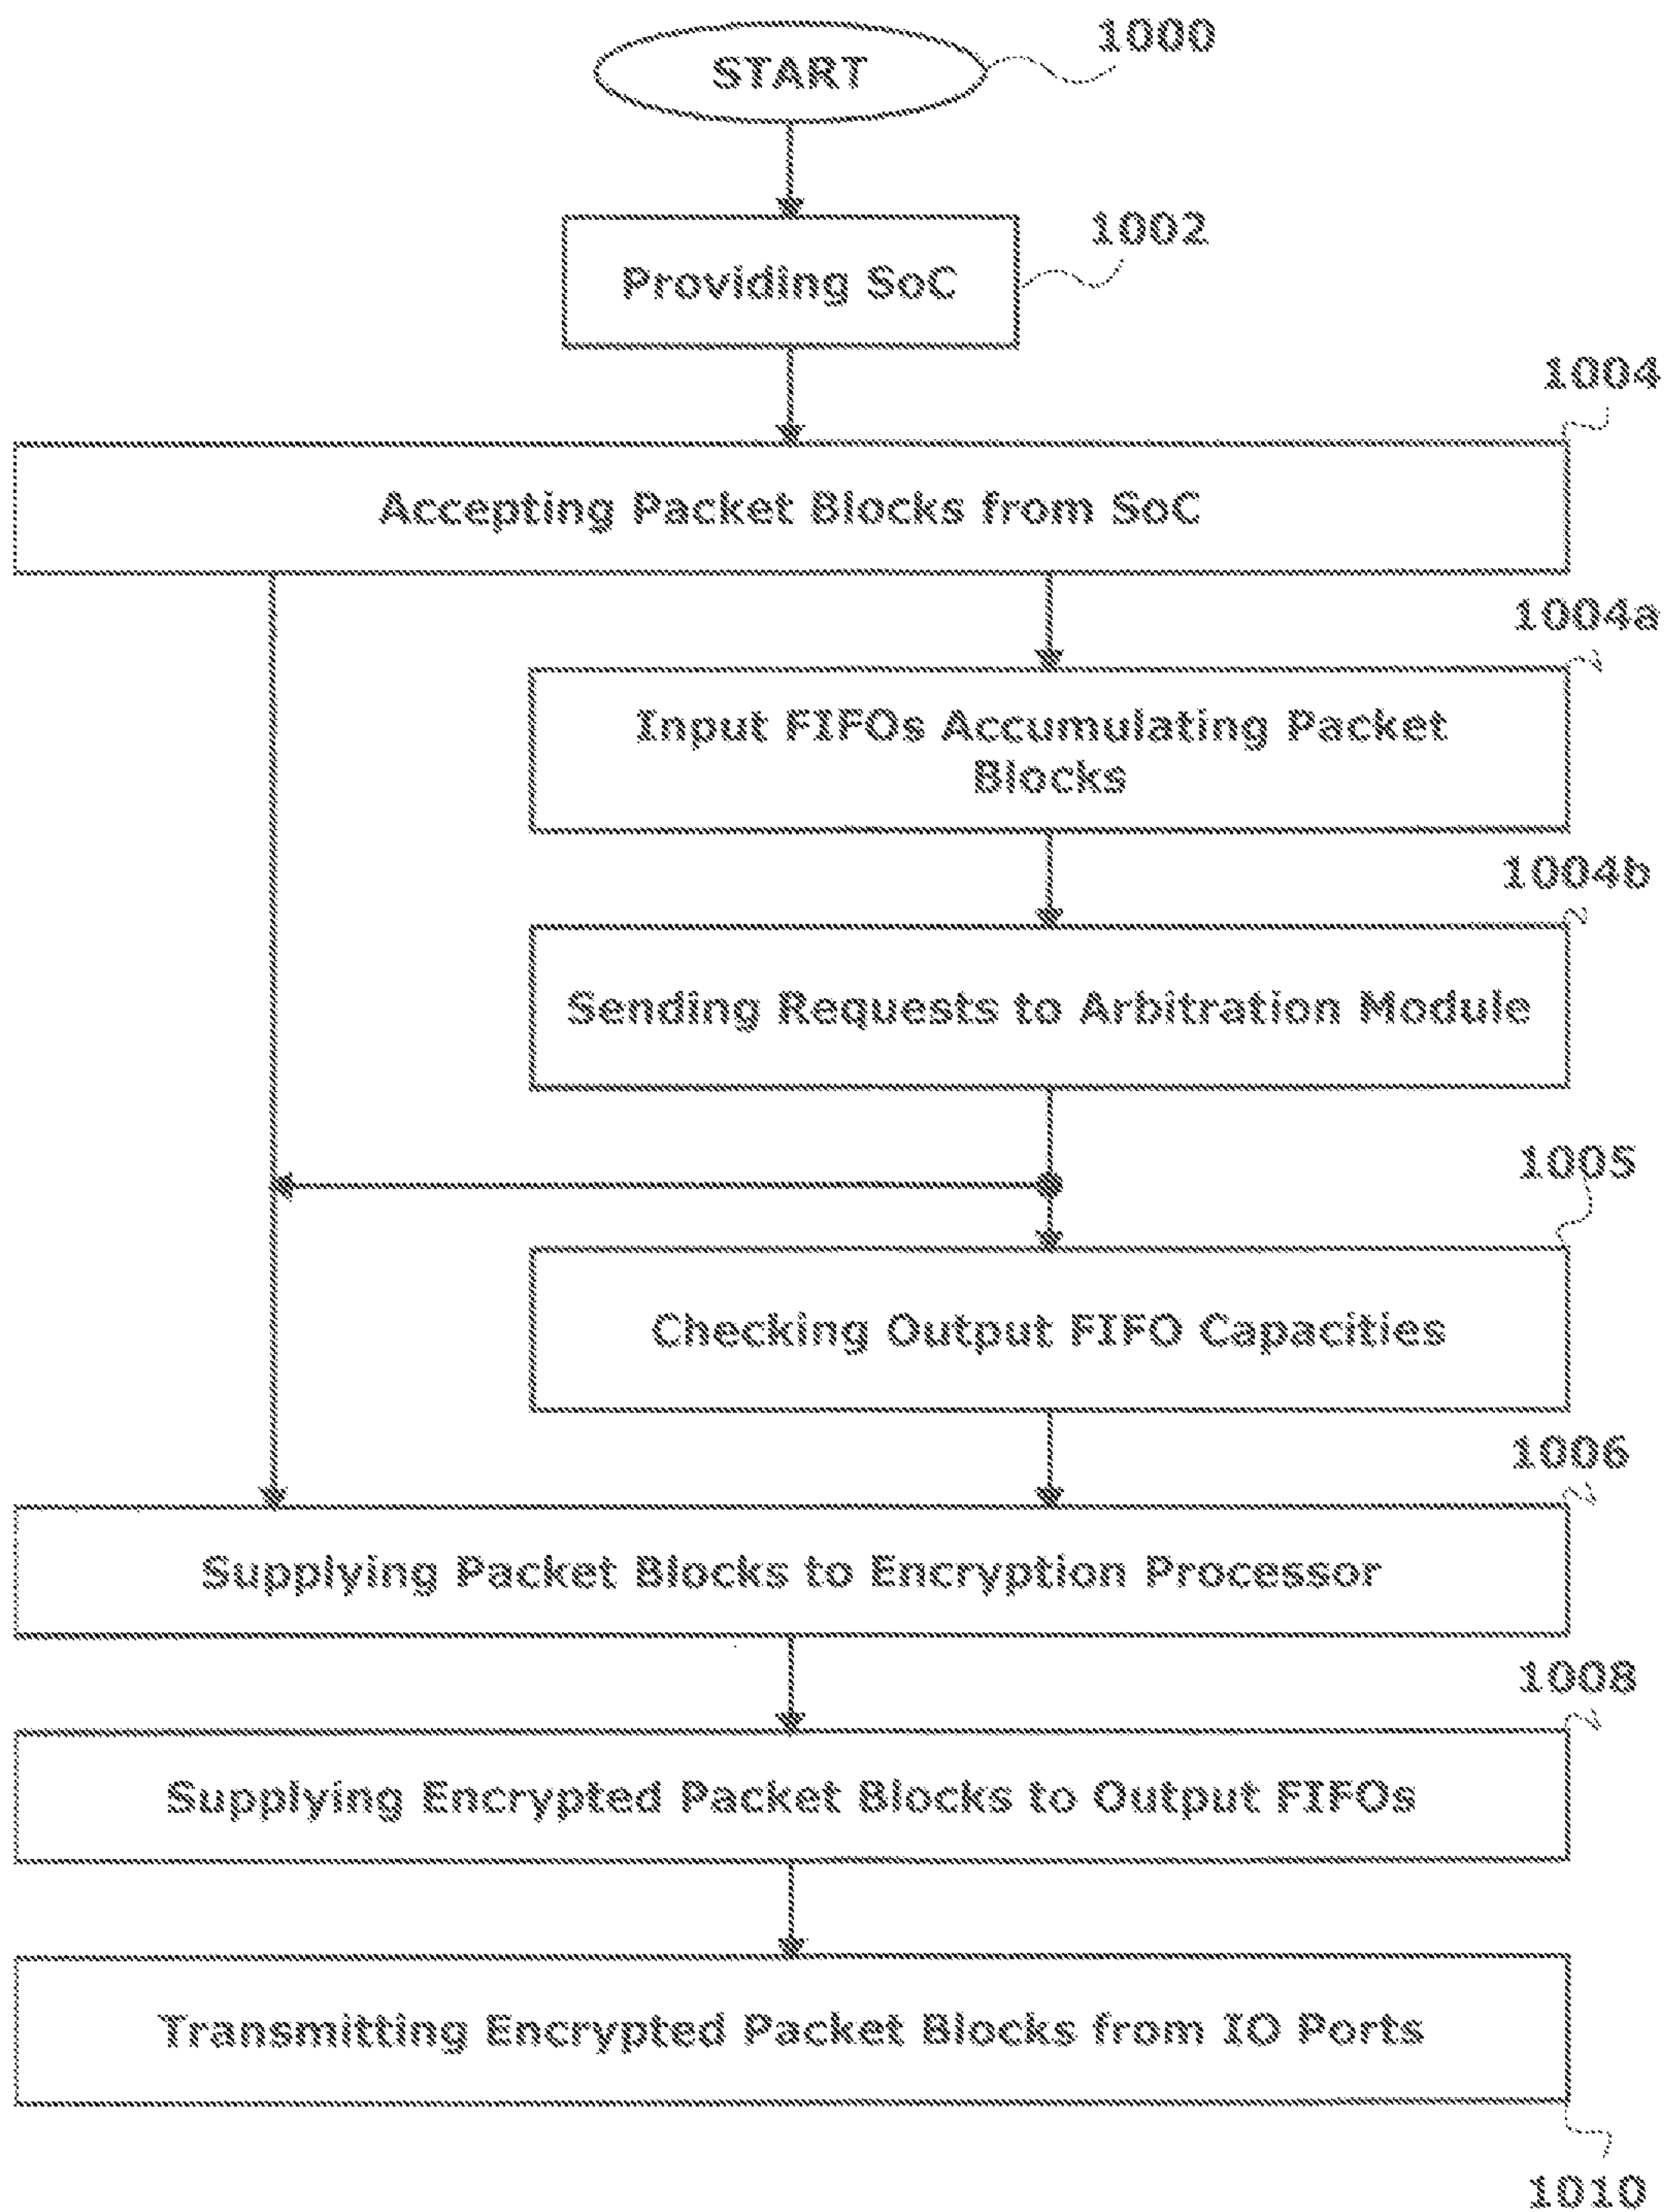 1000
START
1002
Providing SoC
1004
Accepting Packet Blocks from SoC
1004a
Input FIFOs Accumulating Packet
Blocks
1004b
Sending Requests to Arbitration Module
1005
Checking Output FIFO Capacities
1006
Supplying Packet Blocks to Encryption Processor
1008
Supplying Encrypted Packet Blocks to Output FIFOs
Transmitting Encrypted Packet Blocks from IO Ports
1010